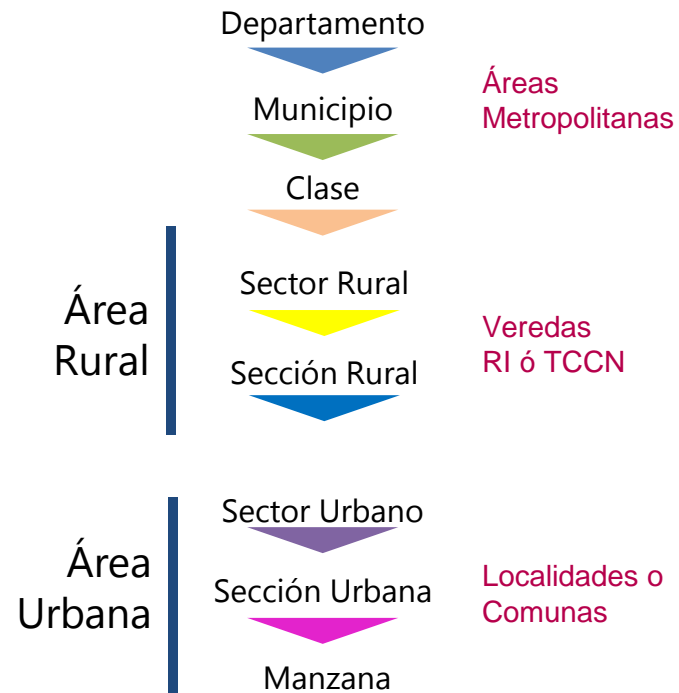 Departamento
Áreas
Metropolitanas
Municipio
Clase
Área
Rural
Sector Rural
Sección Rural
Veredas
RI ó TCCN
Área
Urbana
Sector Urbano
Sección Urbana
Manzana
Localidades o
Comunas